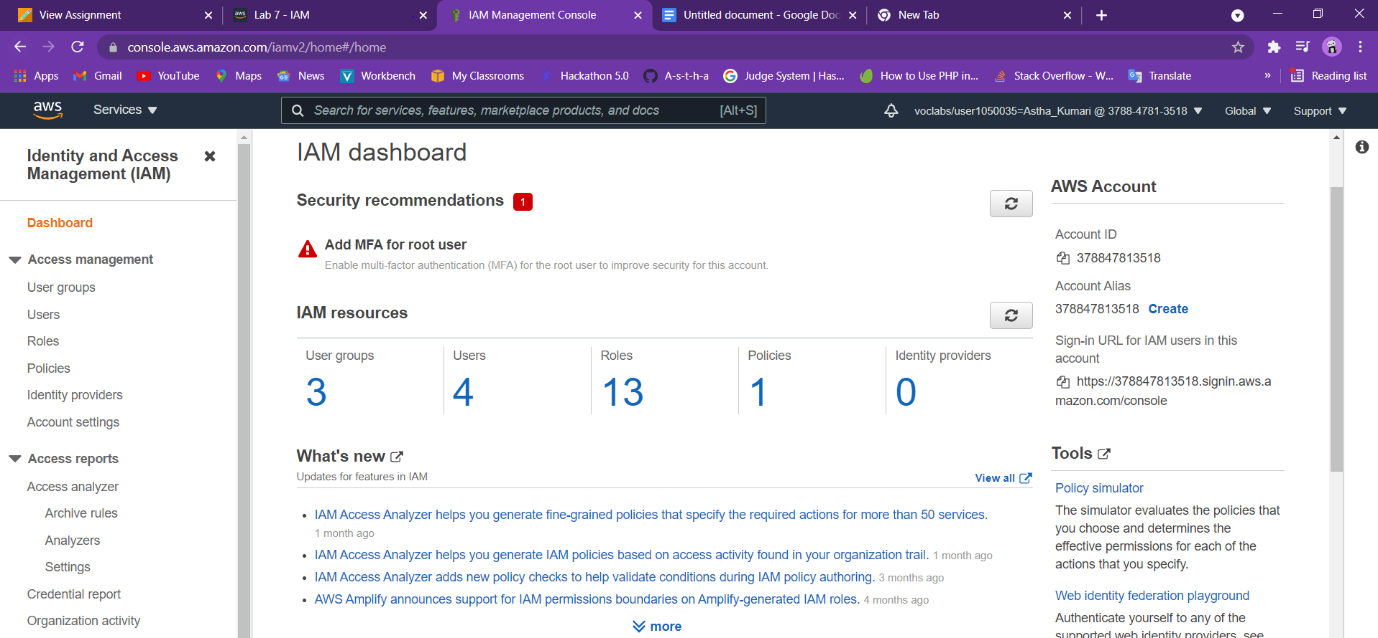 View Assignment
aws Lab 7 - IAM
IAM Management Console
Untitled document - Google Doc
New Tab
console.aws.amazon.com/iamv2/home#/home
Apps
Gmail
YouTube
Maps
News
Workbench
My Classrooms
Hackathon 5.0
A-s-t-h-a
Judge System | Has...
How to Use PHP in...
Stack Overflow - W...
Translate
»
Reading list
aws
Services
Search for services, features, marketplace products, and docs [Alt+S]
voclabs/user1050035=Astha_Kumari @ 3788-4781-3518
Global
Support
Identity and Access
Management (IAM)
Dashboard
Access management
User groups
Users
Roles
Policies
Identity providers
Account settings
Access reports
Access analyzer
Archive rules
Analyzers
Settings
Credential report
Organization activity
IAM dashboard
Security recommendations 1
Add MFA for root user
Enable multi-factor authentication (MFA) for the root user to improve security for this account.
IAM resources
User groups
3
Users
4
Roles
13
Policies
1
Identity providers
0
What's new
Updates for features in IAM
View all
IAM Access Analyzer helps you generate fine-grained policies that specify the required actions for more than 50 services.
1 month ago
IAM Access Analyzer helps you generate IAM policies based on access activity found in your organization trail. 1 month ago
IAM Access Analyzer adds new policy checks to help validate conditions during IAM policy authoring. 3 months ago
AWS Amplify announces support for IAM permissions boundaries on Amplify-generated IAM roles. 4 months ago
more
AWS Account
Account ID
378847813518
Account Alias
378847813518 Create
Sign-in URL for IAM users in this
account
https://378847813518.signin.aws.a
mazon.com/console
Tools
Policy simulator
The simulator evaluates the policies that
you choose and determines the
effective permissions for each of the
actions that you specify.
Web identity federation playground
Authenticate yourself to any of the
supported web identity providers, see